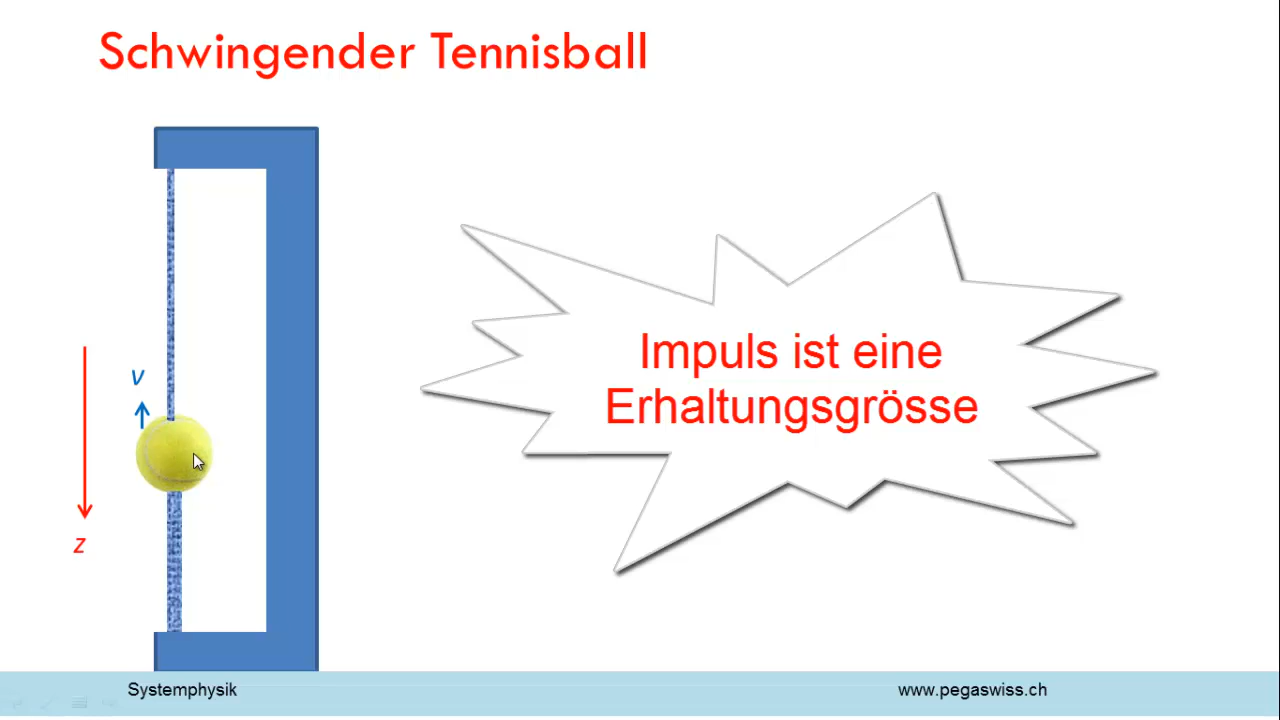 Schwingender Tennisball
v
z
Impuls ist eine
Erhaltungsgrösse
Systemphysik
www.pegaswiss.ch